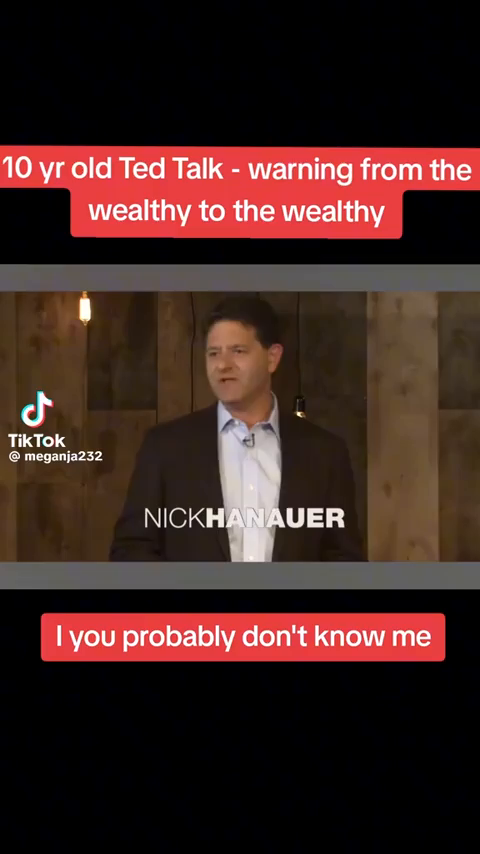 10 yr old Ted Talk - warning from the
wealthy to the wealthy
TikTok
@ meganja232
NICKHANAUER
I you probably don't know me